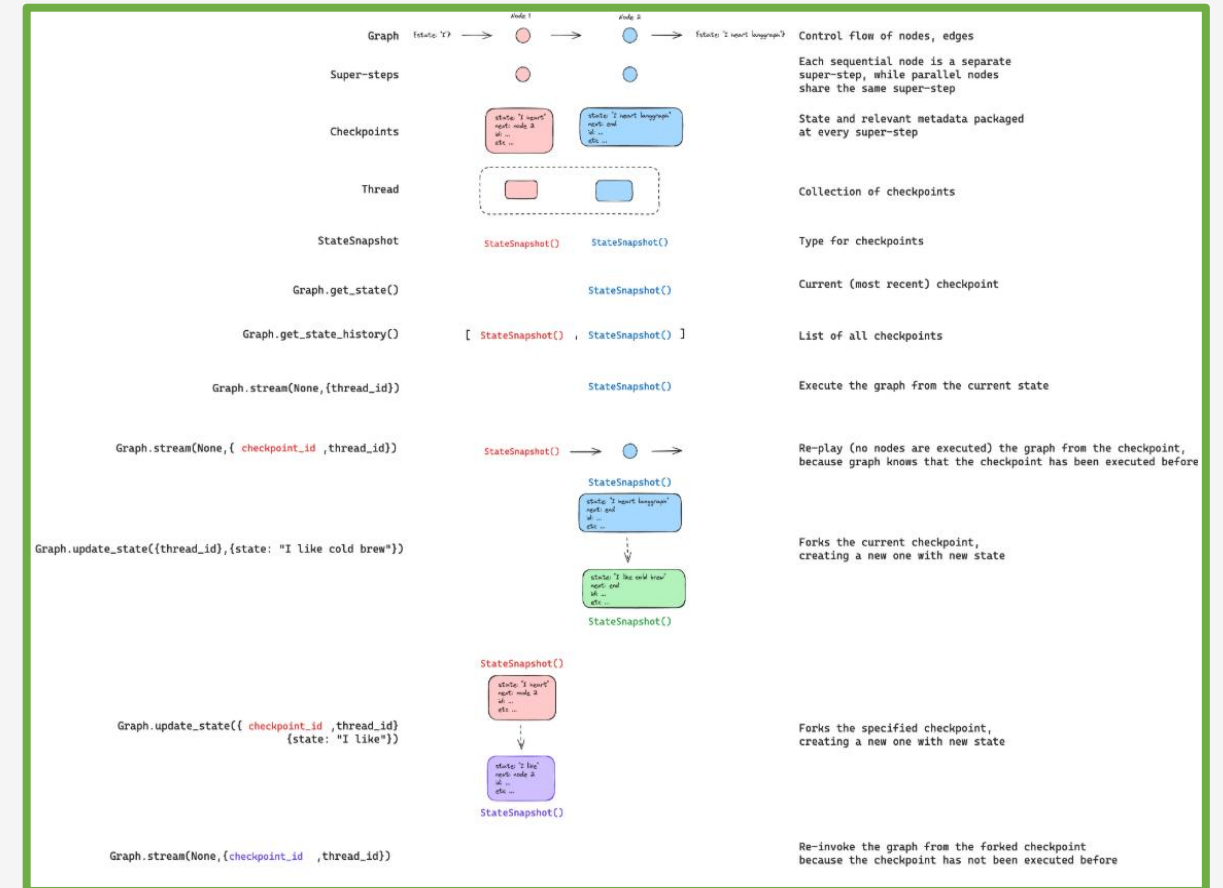 Node 1
Node 2
Graph
{state: 'I'}
{state: 'I heart langgraph'}
Control flow of nodes, edges
Super-steps
Each sequential node is a separate
super-step, while parallel nodes
share the same super-step
Checkpoints
state: 'I heart'
next: node 2
id: ...
etc ...
state: 'I heart langgraph'
next: end
id: ...
etc ...
State and relevant metadata packaged
at every super-step
Thread
Collection of checkpoints
StateSnapshot
StateSnapshot()
StateSnapshot()
Type for checkpoints
Graph.get_state()
StateSnapshot()
Current (most recent) checkpoint
Graph.get_state_history()
[ StateSnapshot() , StateSnapshot() ]
List of all checkpoints
Graph.stream(None,{thread_id})
StateSnapshot()
Execute the graph from the current state
Graph.stream(None,{ checkpoint_id ,thread_id})
StateSnapshot()
Re-play (no nodes are executed) the graph from the checkpoint,
because graph knows that the checkpoint has been executed before
StateSnapshot()
state: 'I heart langgraph'
next: end
id: ...
etc ...
Graph.update_state({thread_id},{state: "I like cold brew"})
Forks the current checkpoint,
creating a new one with new state
state: 'I like cold brew'
next: end
id: ...
etc ...
StateSnapshot()
StateSnapshot()
state: 'I heart'
next: node 2
id: ...
etc ...
Graph.update_state({ checkpoint_id ,thread_id}
{state: "I like"})
Forks the specified checkpoint,
creating a new one with new state
state: 'I like'
next: node 2
id: ...
etc ...
StateSnapshot()
Graph.stream(None,{checkpoint_id ,thread_id})
Re-invoke the graph from the forked checkpoint
because the checkpoint has not been executed before